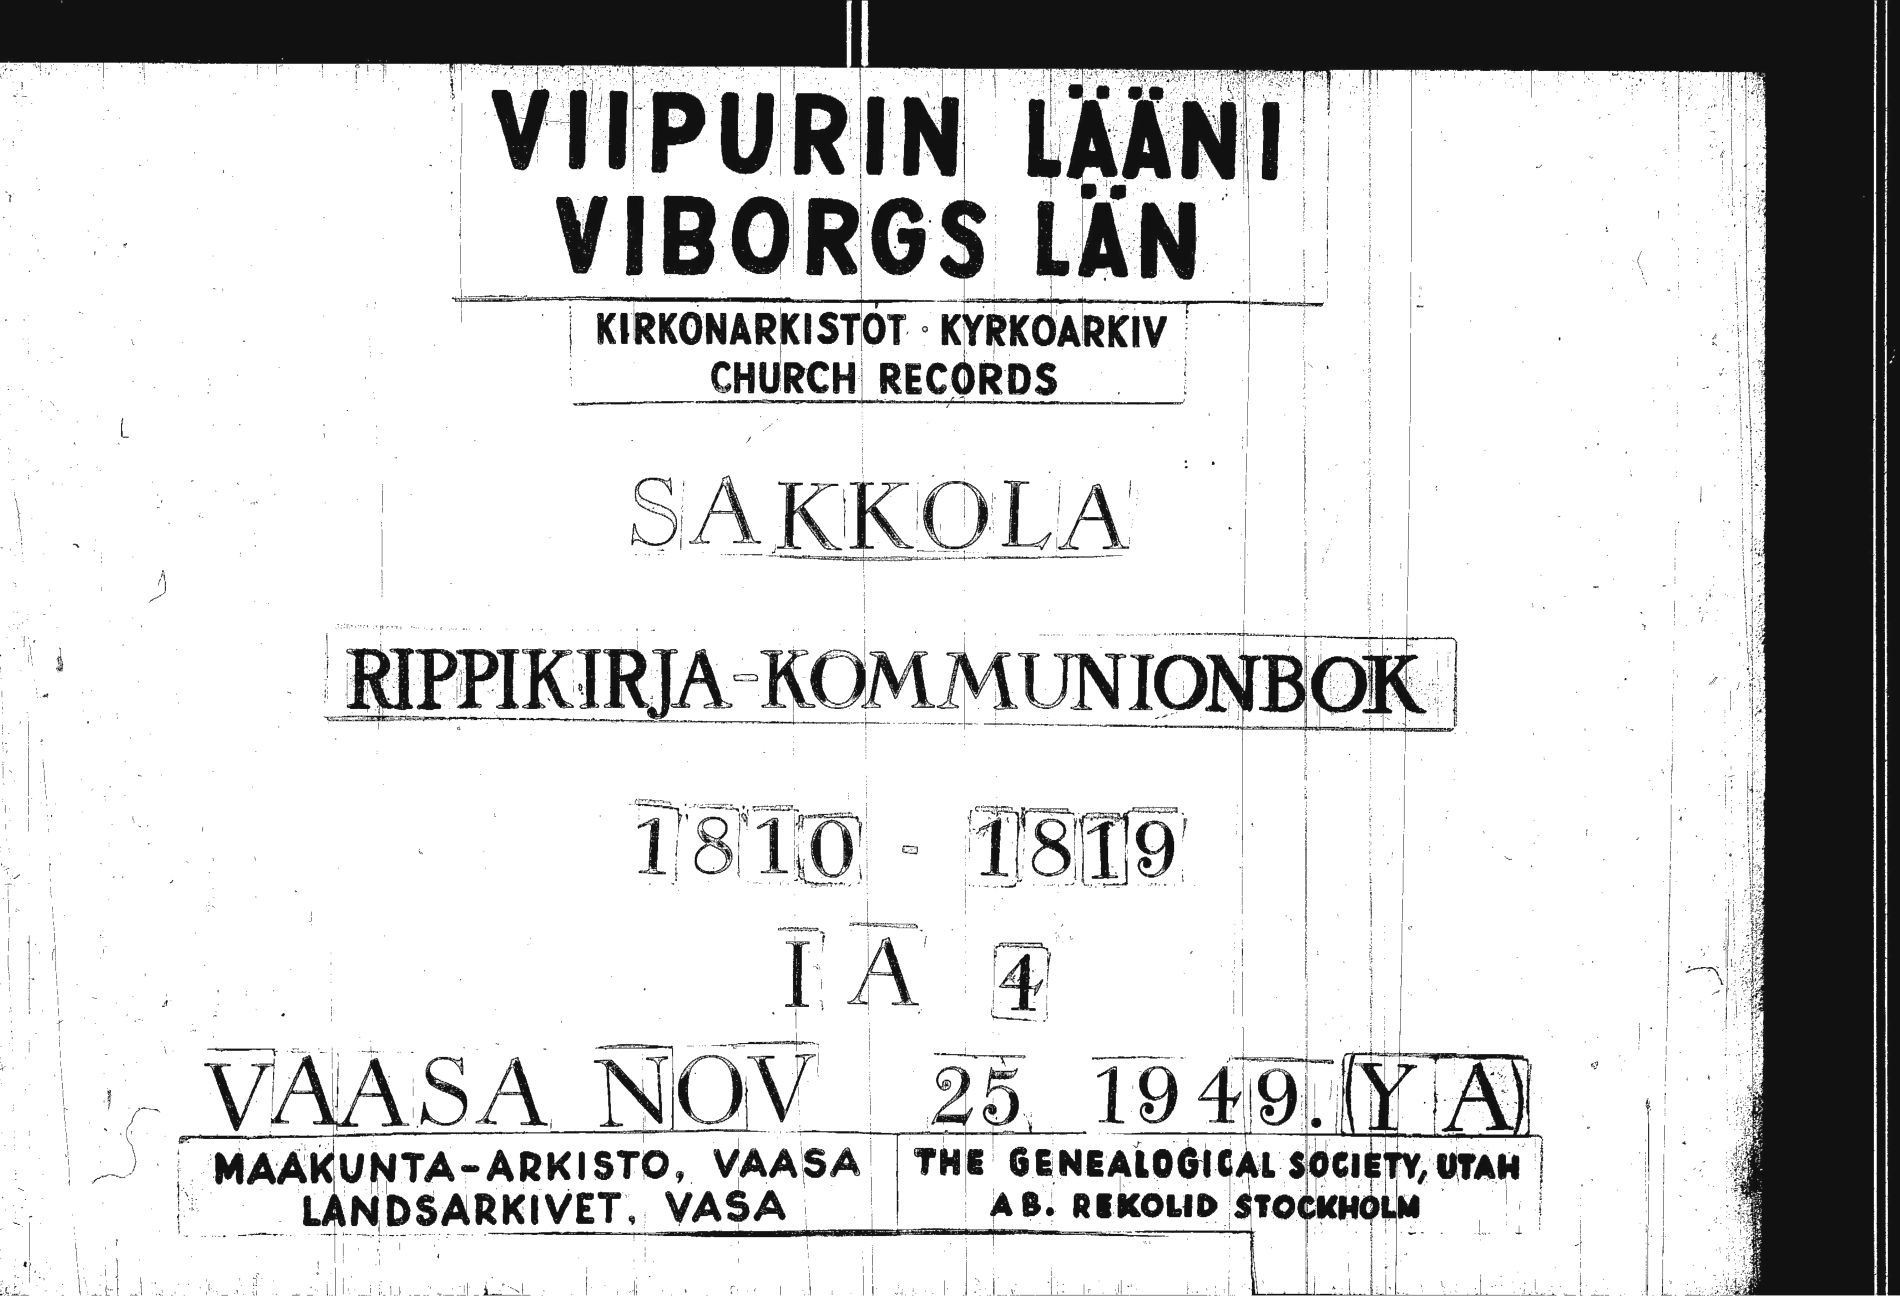 VIIPURIN LÄÄNI
VIBORGS LÄN
KIRKONARKISTOT · KYRKOARKIV
CHURCH RECORDS
SAKKOLA
RIPPIKIRJA-KOMMUNIONBOK
1810 - 1819
I A 4
VAASA NOV 25 1949. (Y A)
MAAKUNTA-ARKISTO, VAASA
LANDSARKIVET, VASA
THE GENEALOGICAL SOCIETY, UTAH
AB. REKOLID STOCKHOLM